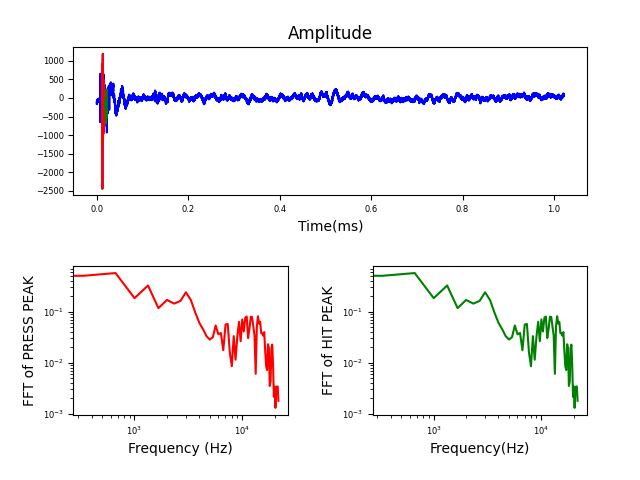 Amplitude
1000
500
0
−500
−1000
−1500
−2000
−2500
0.0 0.2 0.4 0.6 0.8 1.0
Time(ms)
FFT of PRESS PEAK
10⁻¹
10⁻²
10⁻³
10³ 10⁴
Frequency (Hz)
FFT of HIT PEAK
10⁻¹
10⁻²
10⁻³
10³ 10⁴
Frequency(Hz)